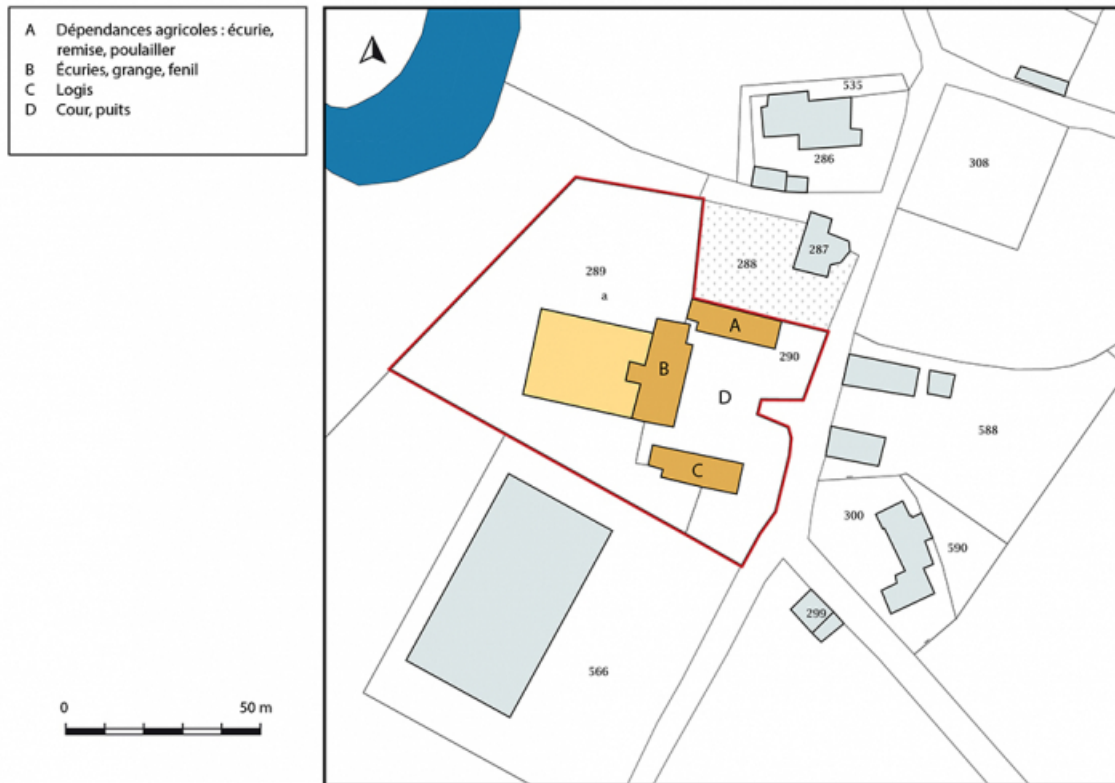 A Dépendances agricoles : écurie,
remise, poulailler
B Écuries, grange, fenil
C Logis
D Cour, puits
535
286
308
287
288
289
a
A
290
B
D
588
C
300
590
299
566
0 50 m